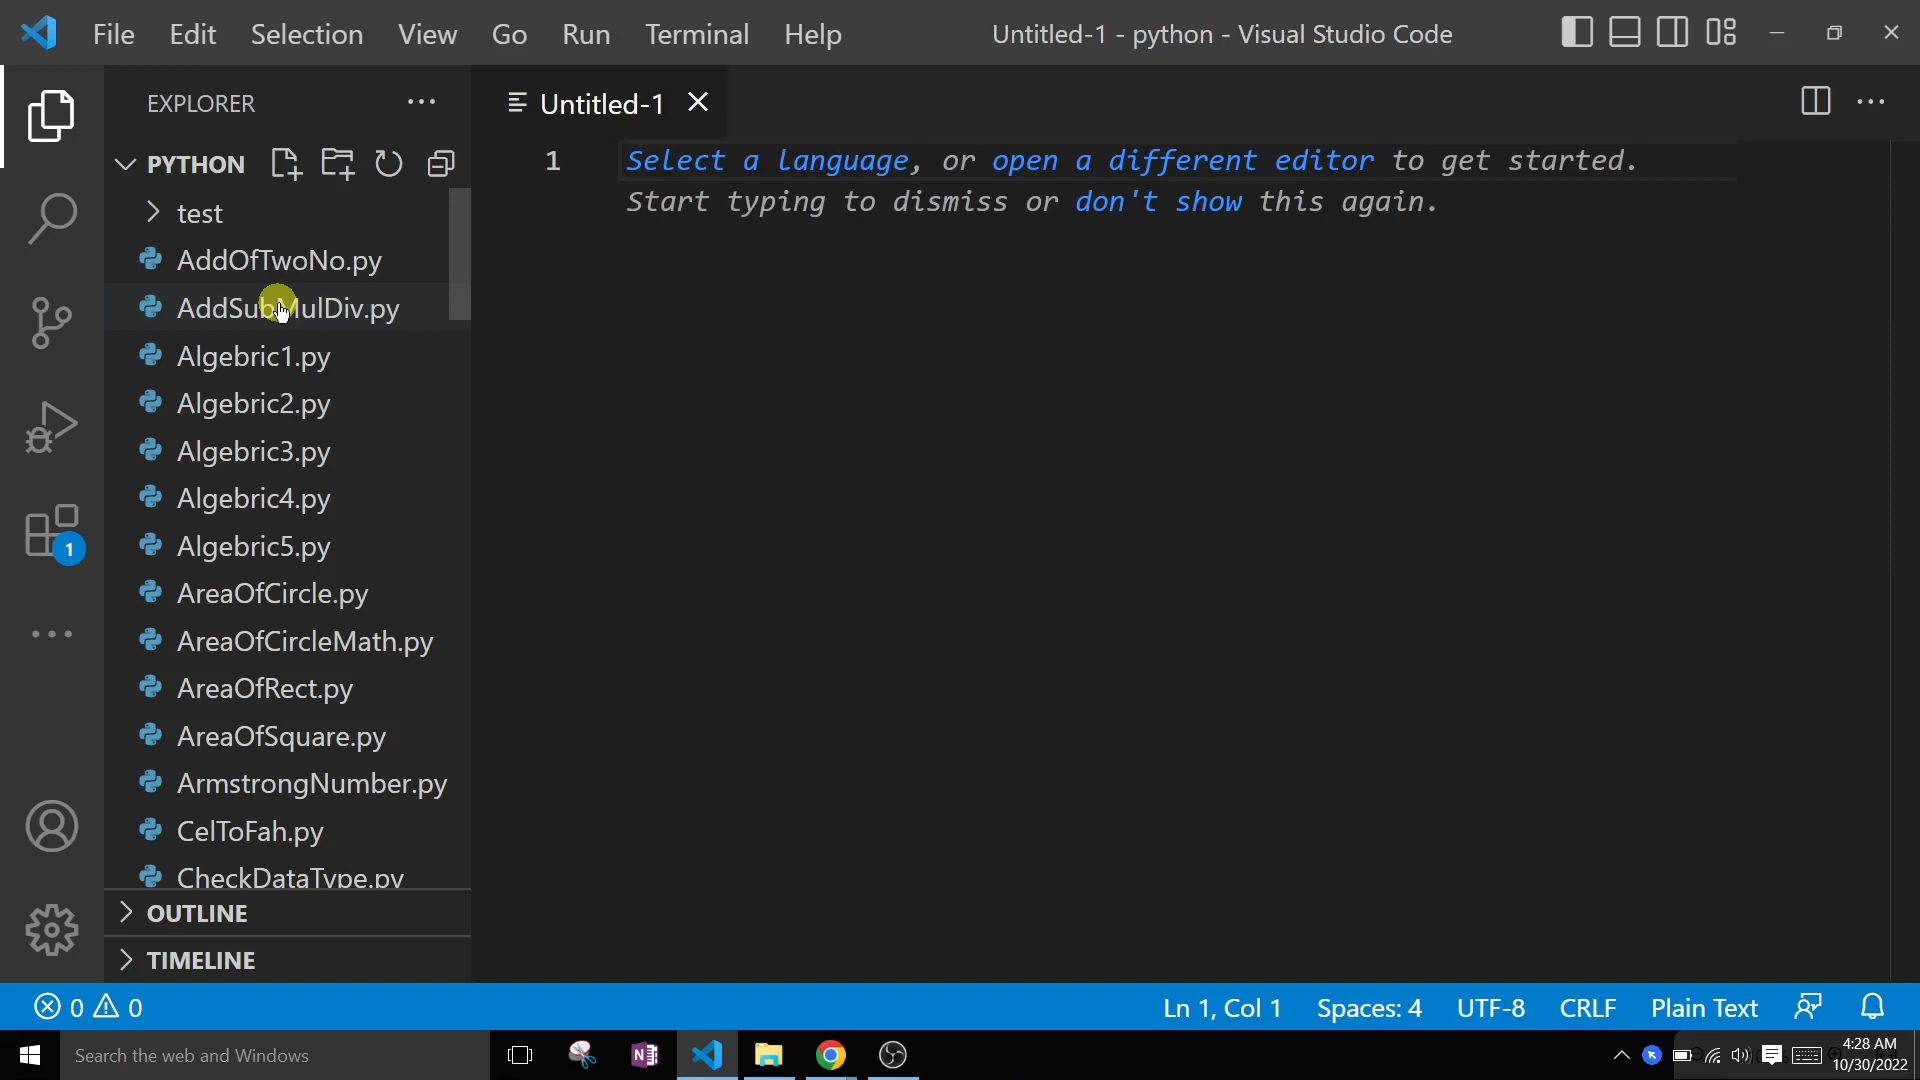 File Edit Selection View Go Run Terminal Help Untitled-1 - python - Visual Studio Code
EXPLORER
Untitled-1
PYTHON
1 Select a language, or open a different editor to get started.
Start typing to dismiss or don't show this again.
test
AddOfTwoNo.py
AddSubMulDiv.py
Algebric1.py
Algebric2.py
Algebric3.py
Algebric4.py
Algebric5.py
1
AreaOfCircle.py
AreaOfCircleMath.py
AreaOfRect.py
AreaOfSquare.py
ArmstrongNumber.py
CelToFah.py
CheckDataType.py
OUTLINE
TIMELINE
0 0 Ln 1, Col 1 Spaces: 4 UTF-8 CRLF Plain Text
Search the web and Windows
N
4:28 AM
10/30/2022